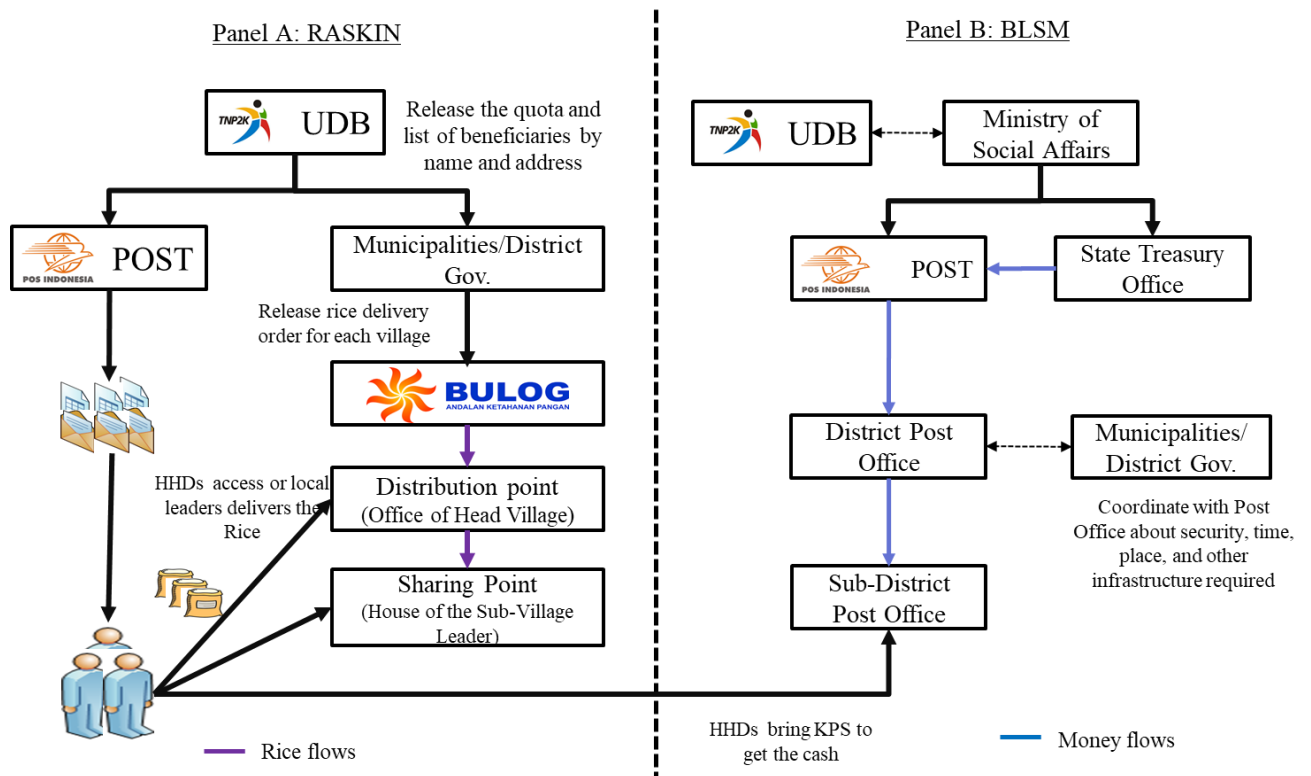 Panel A: RASKIN
TNP2K
UDB
Release the quota and
list of beneficiaries by
name and address
POS INDONESIA
POST
Municipalities/District
Gov.
Release rice delivery
order for each village
BULOG
ANDALAN KETAHANAN PANGAN
HHDs access or local
leaders delivers the
Rice
Distribution point
(Office of Head Village)
Sharing Point
(House of the Sub-Village
Leader)
Rice flows
Panel B: BLSM
TNP2K
UDB
Ministry of
Social Affairs
POS INDONESIA
POST
State Treasury
Office
District Post
Office
Municipalities/
District Gov.
Coordinate with Post
Office about security, time,
place, and other
infrastructure required
Sub-District
Post Office
HHDs bring KPS to
get the cash
Money flows